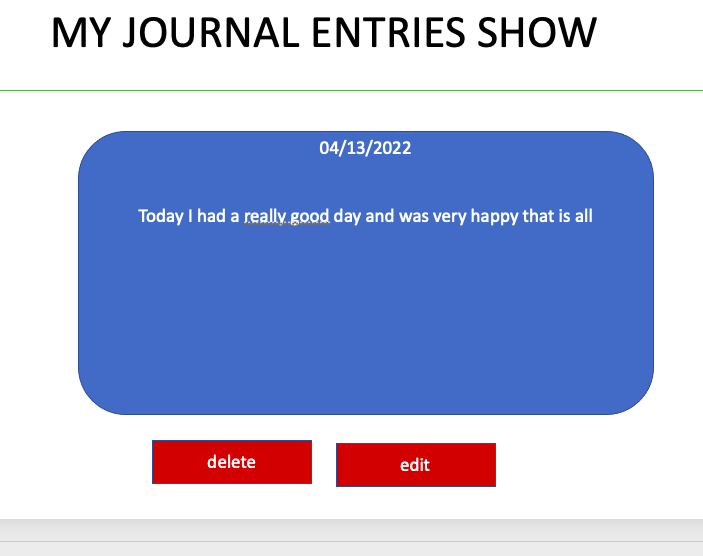 MY JOURNAL ENTRIES SHOW
04/13/2022
Today I had a really good day and was very happy that is all
delete
edit